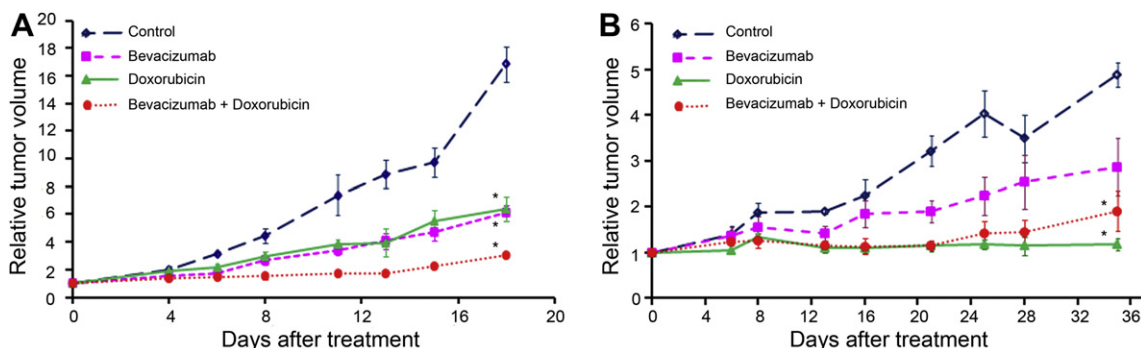 A
Relative tumor volume
20
18
16
14
12
10
8
6
4
2
0
Control
Bevacizumab
Doxorubicin
Bevacizumab + Doxorubicin
*
*
*
0 4 8 12 16 20
Days after treatment
B
Relative tumor volume
6
5
4
3
2
1
0
Control
Bevacizumab
Doxorubicin
Bevacizumab + Doxorubicin
*
*
0 4 8 12 16 20 24 28 32 36
Days after treatment